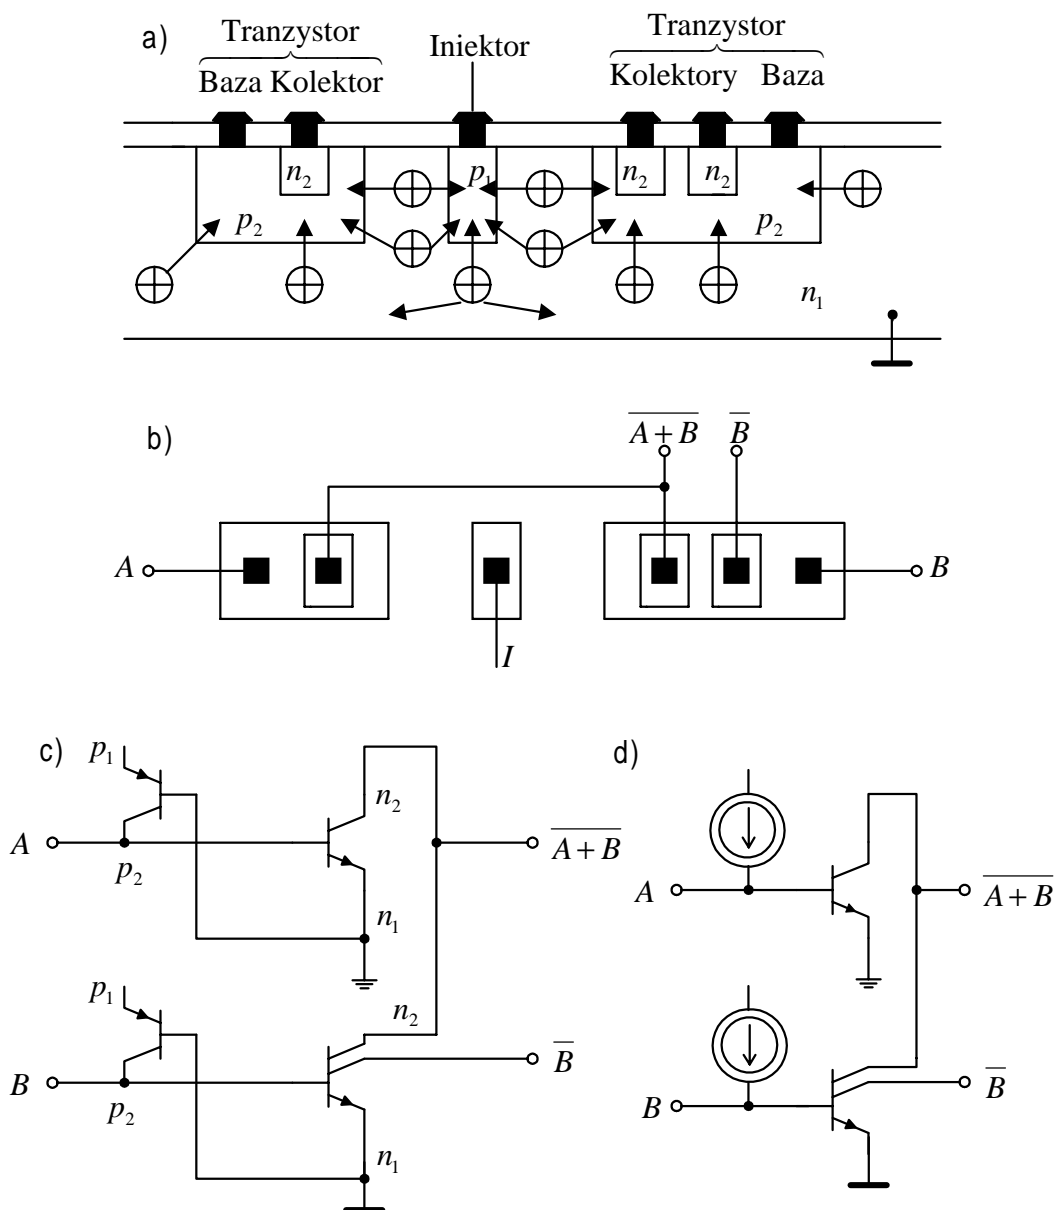 a)
Tranzystor
Iniektor
Tranzystor
Baza Kolektor
Kolektory Baza
n₂
p₁
n₂
n₂
p₂
p₂
n₁
b)
A̅ ̅+̅ ̅B̅
B̅
A
B
I
c)
p₁
n₂
A
A̅ ̅+̅ ̅B̅
p₂
n₁
p₁
n₂
B
B̅
p₂
n₁
d)
A
A̅ ̅+̅ ̅B̅
B
B̅